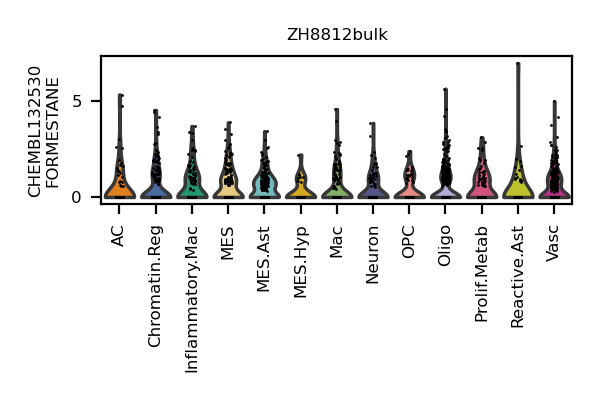 ZH8812bulk
CHEMBL132530
FORMESTANE
5
0
AC
Chromatin.Reg
Inflammatory.Mac
MES
MES.Ast
MES.Hyp
Mac
Neuron
OPC
Oligo
Prolif.Metab
Reactive.Ast
Vasc